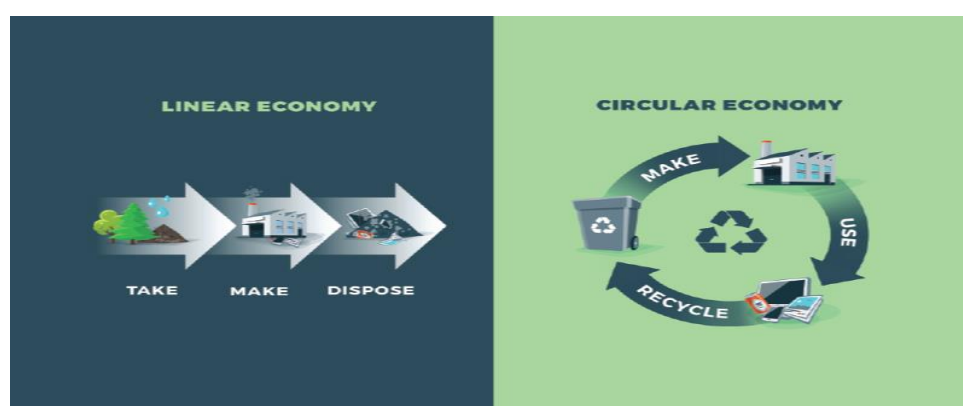 LINEAR ECONOMY
TAKE
MAKE
DISPOSE
CIRCULAR ECONOMY
MAKE
USE
RECYCLE